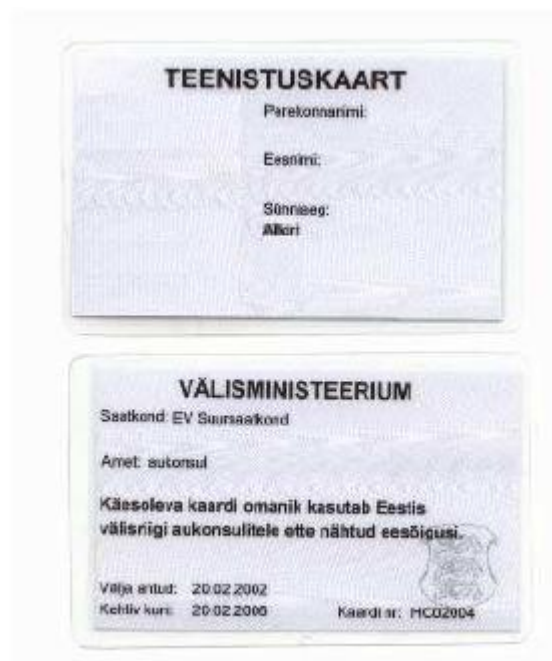 TEENISTUSKAART
Perekonnanimi:
Eesnimi:
Sünniaeg:
Allkiri
VÄLISMINISTEERIUM
Saatkond: EV Suursaatkond
Amet: aukonsul
Käesoleva kaardi omanik kasutab Eestis
välisriigi aukonsulitele ette nähtud eesõigusi.
Välja antud: 20.02.2002
Kehtiv kuni: 20.02.2006
Kaardi nr: HC02004